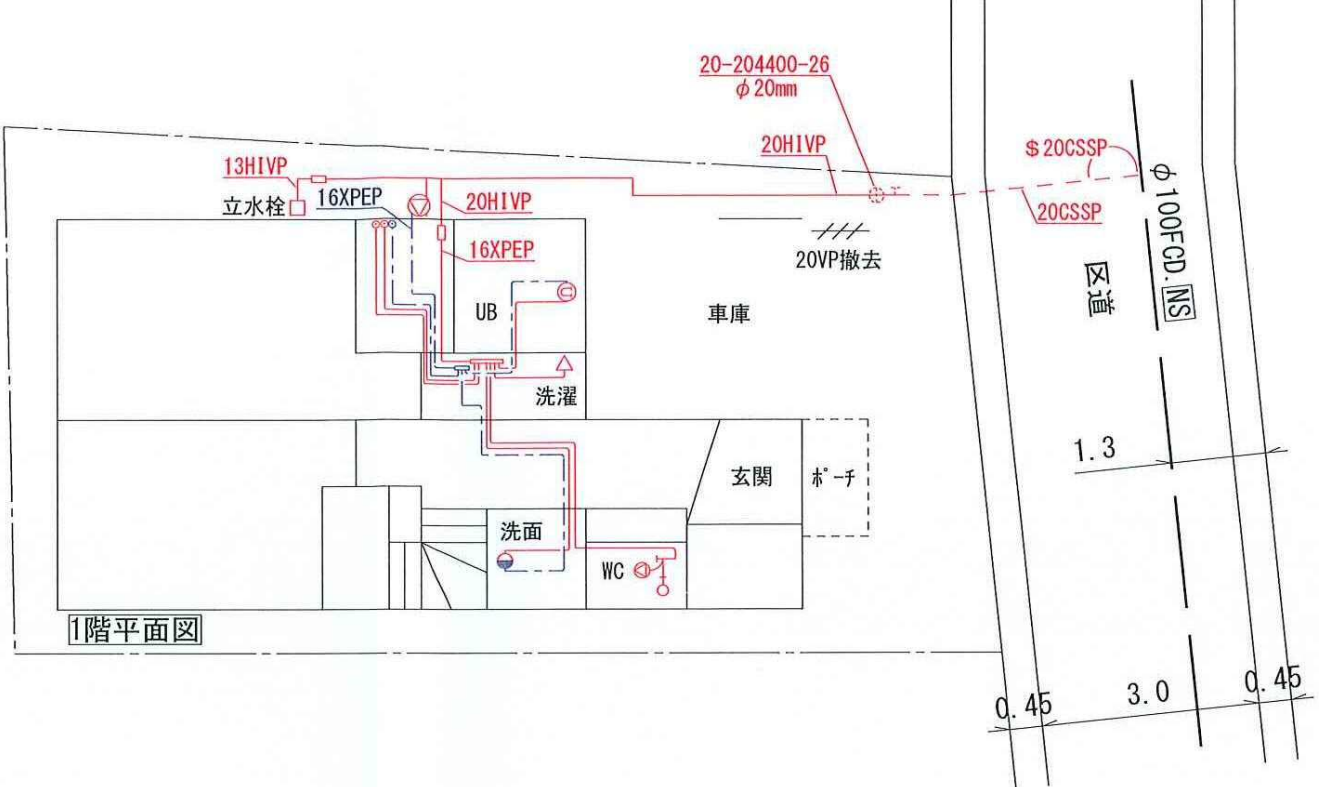 20-204400-26
φ20mm
20HIVP
＄20CSSP
20CSSP
φ100FCD.NS
区道
13HIVP
立水栓
16XPEP
20HIVP
16XPEP
20VP撤去
UB
車庫
洗濯
1.3
玄関
ポーチ
洗面
WC
1階平面図
0.45
3.0
0.45